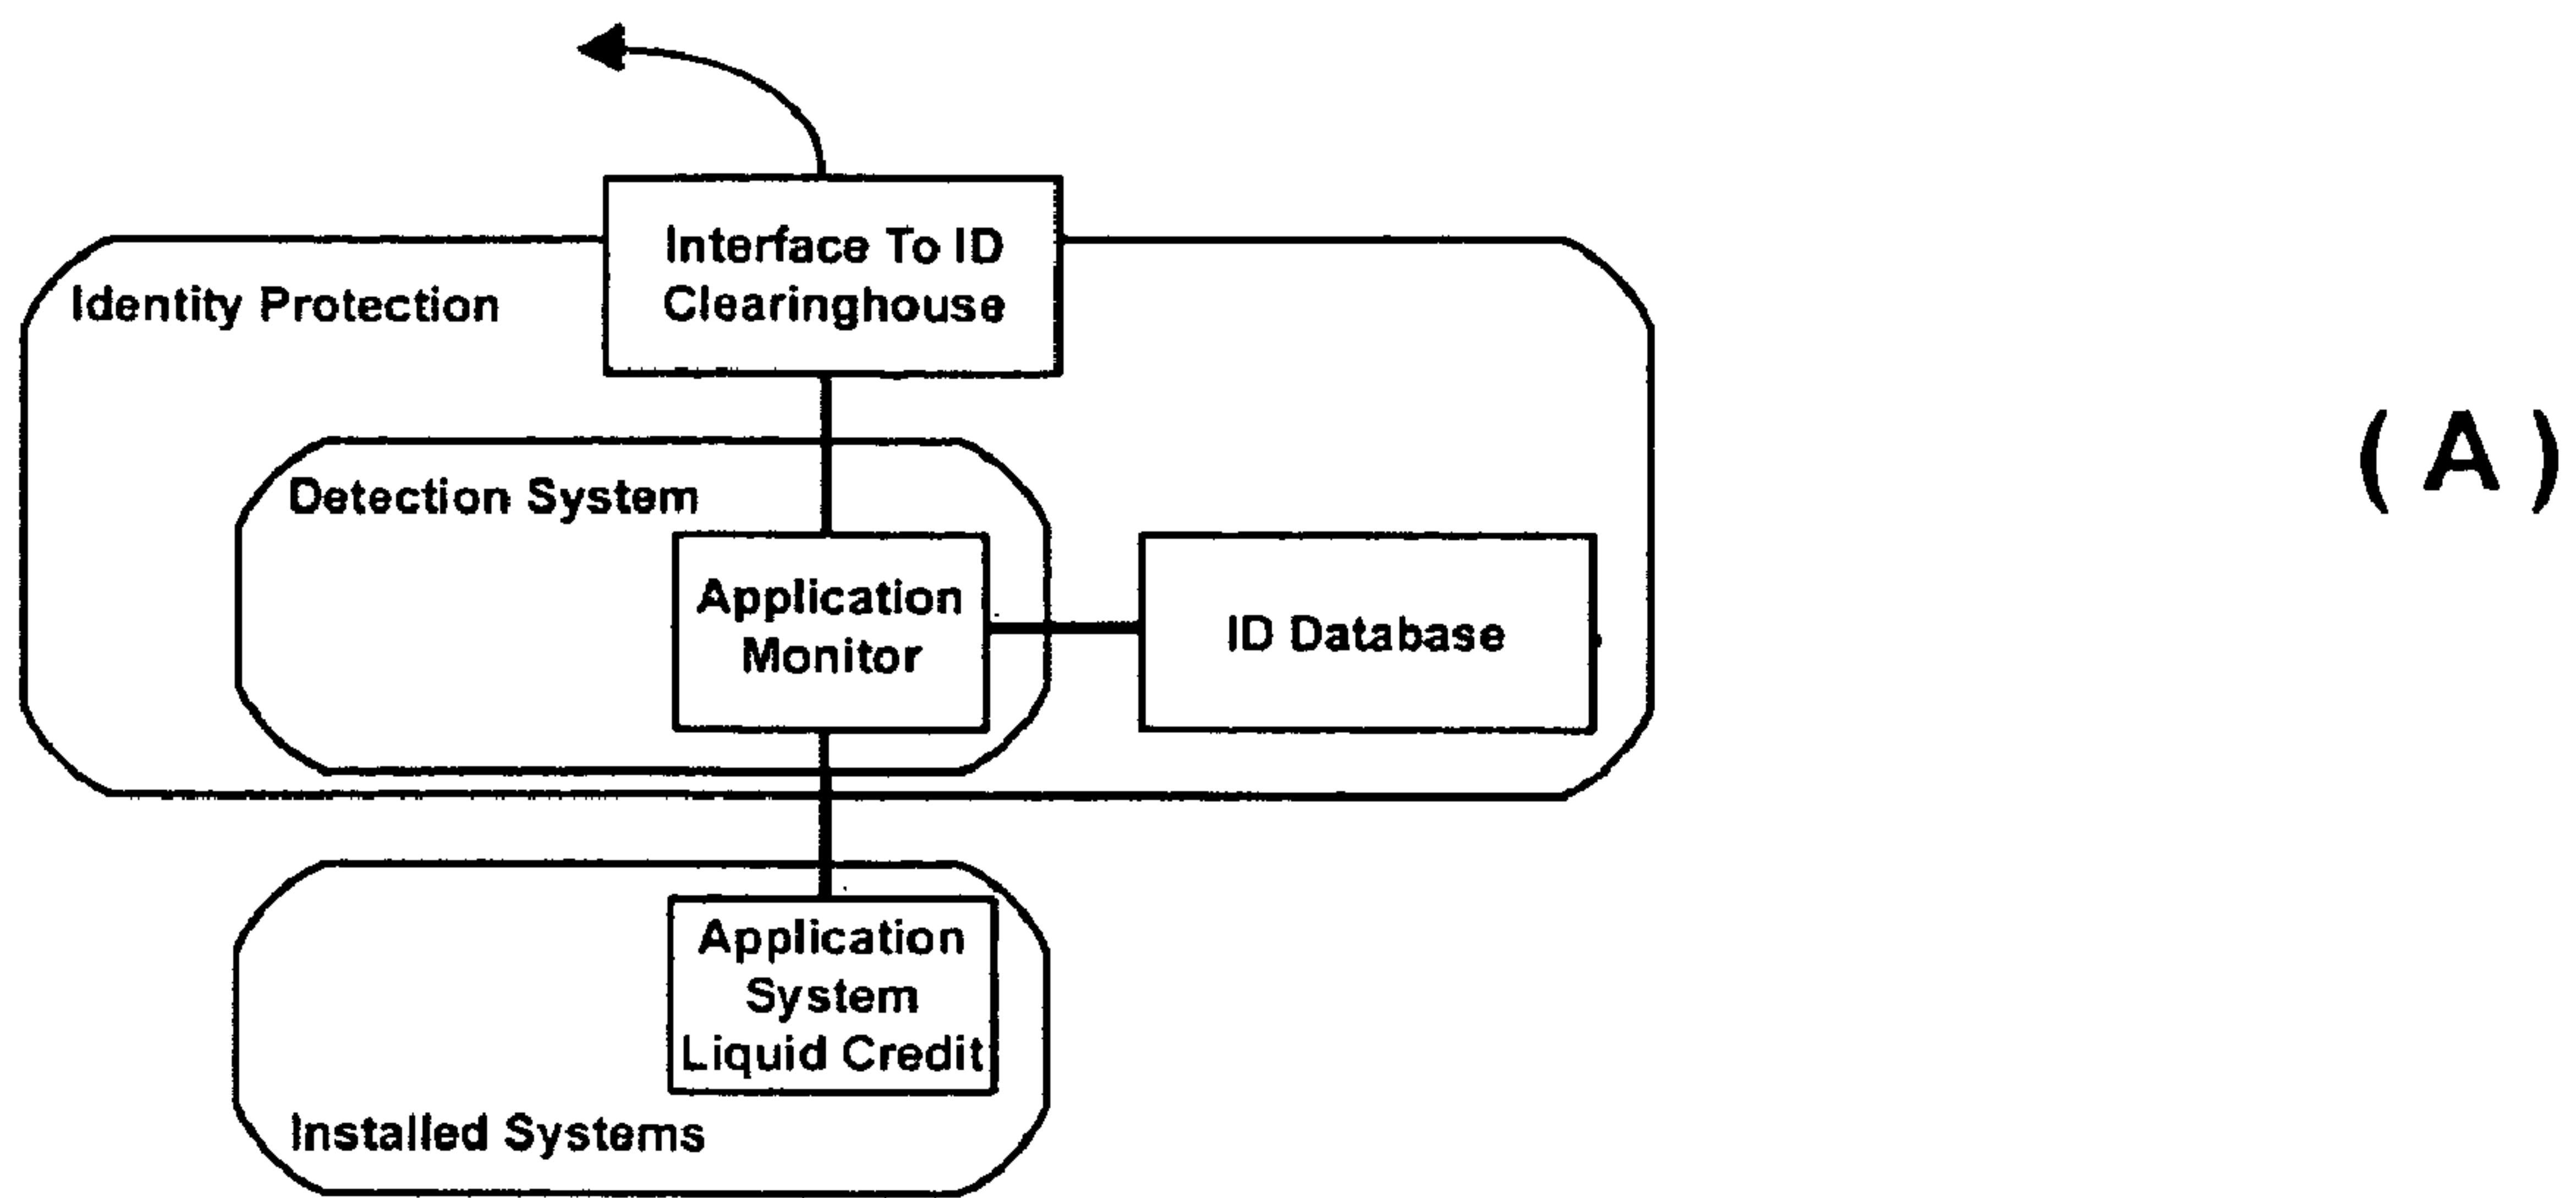 Interface To ID
Clearinghouse
Identity Protection
( A )
Detection System
Application
Monitor
ID Database
Application
System
Liquid Credit
Installed Systems